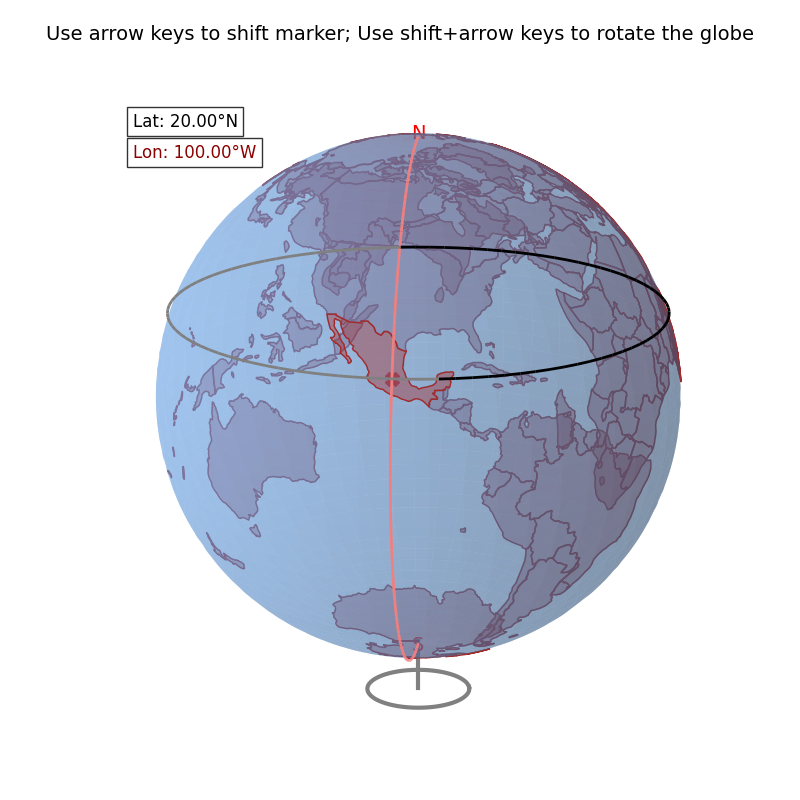 Use arrow keys to shift marker; Use shift+arrow keys to rotate the globe
Lat: 20.00°N
N
Lon: 100.00°W